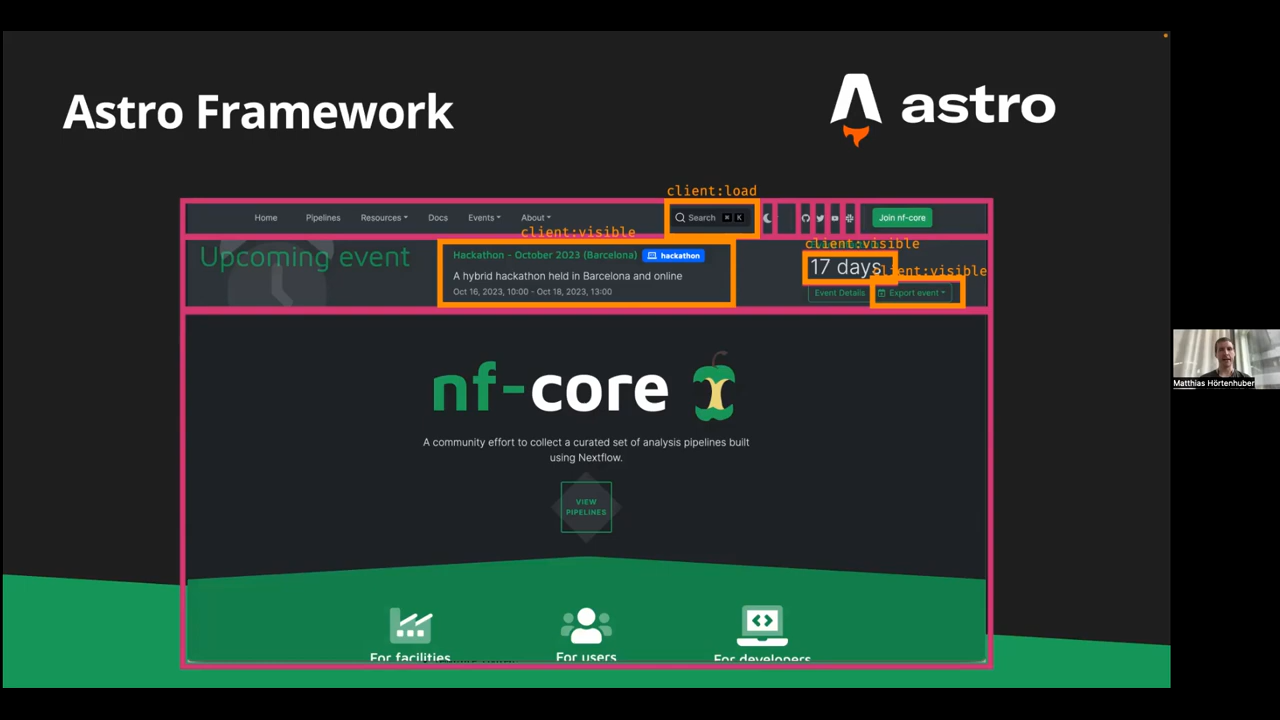 Astro Framework
astro
client:load
Home Pipelines Resources Docs Events About Search ⌘ K Join nf-core
client:visible
client:visible
Upcoming event
Hackathon - October 2023 (Barcelona) hackathon
A hybrid hackathon held in Barcelona and online
Oct 16, 2023, 10:00 - Oct 18, 2023, 13:00
17 days
client:visible
Event Details Export event
nf-core
A community effort to collect a curated set of analysis pipelines built
using Nextflow.
VIEW
PIPELINES
For facilities
For users
For developers
Matthias Hörtenhuber